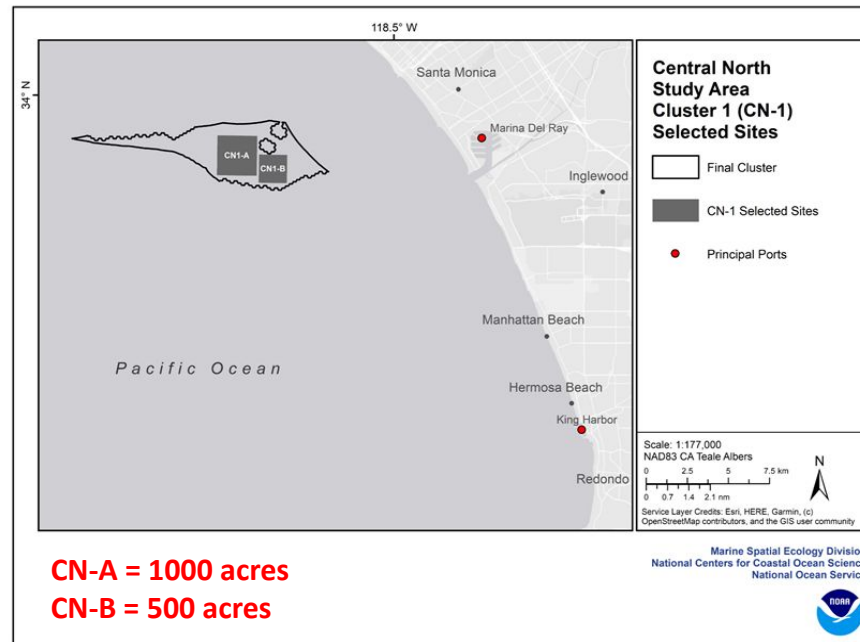 118.5° W
34° N
Santa Monica
Marina Del Ray
Inglewood
CN1-A
CN1-B
Manhattan Beach
Pacific Ocean
Hermosa Beach
King Harbor
Redondo
Central North
Study Area
Cluster 1 (CN-1)
Selected Sites
Final Cluster
CN-1 Selected Sites
Principal Ports
Scale: 1:177,000
NAD83 CA Teale Albers
0 2.5 5 7.5 km
0 0.7 1.4 2.1 nm
N
Service Layer Credits: Esri, HERE, Garmin, (c)
OpenStreetMap contributors, and the GIS user community
CN-A = 1000 acres
CN-B = 500 acres
Marine Spatial Ecology Divisio
National Centers for Coastal Ocean Scienc
National Ocean Servic
NOAA